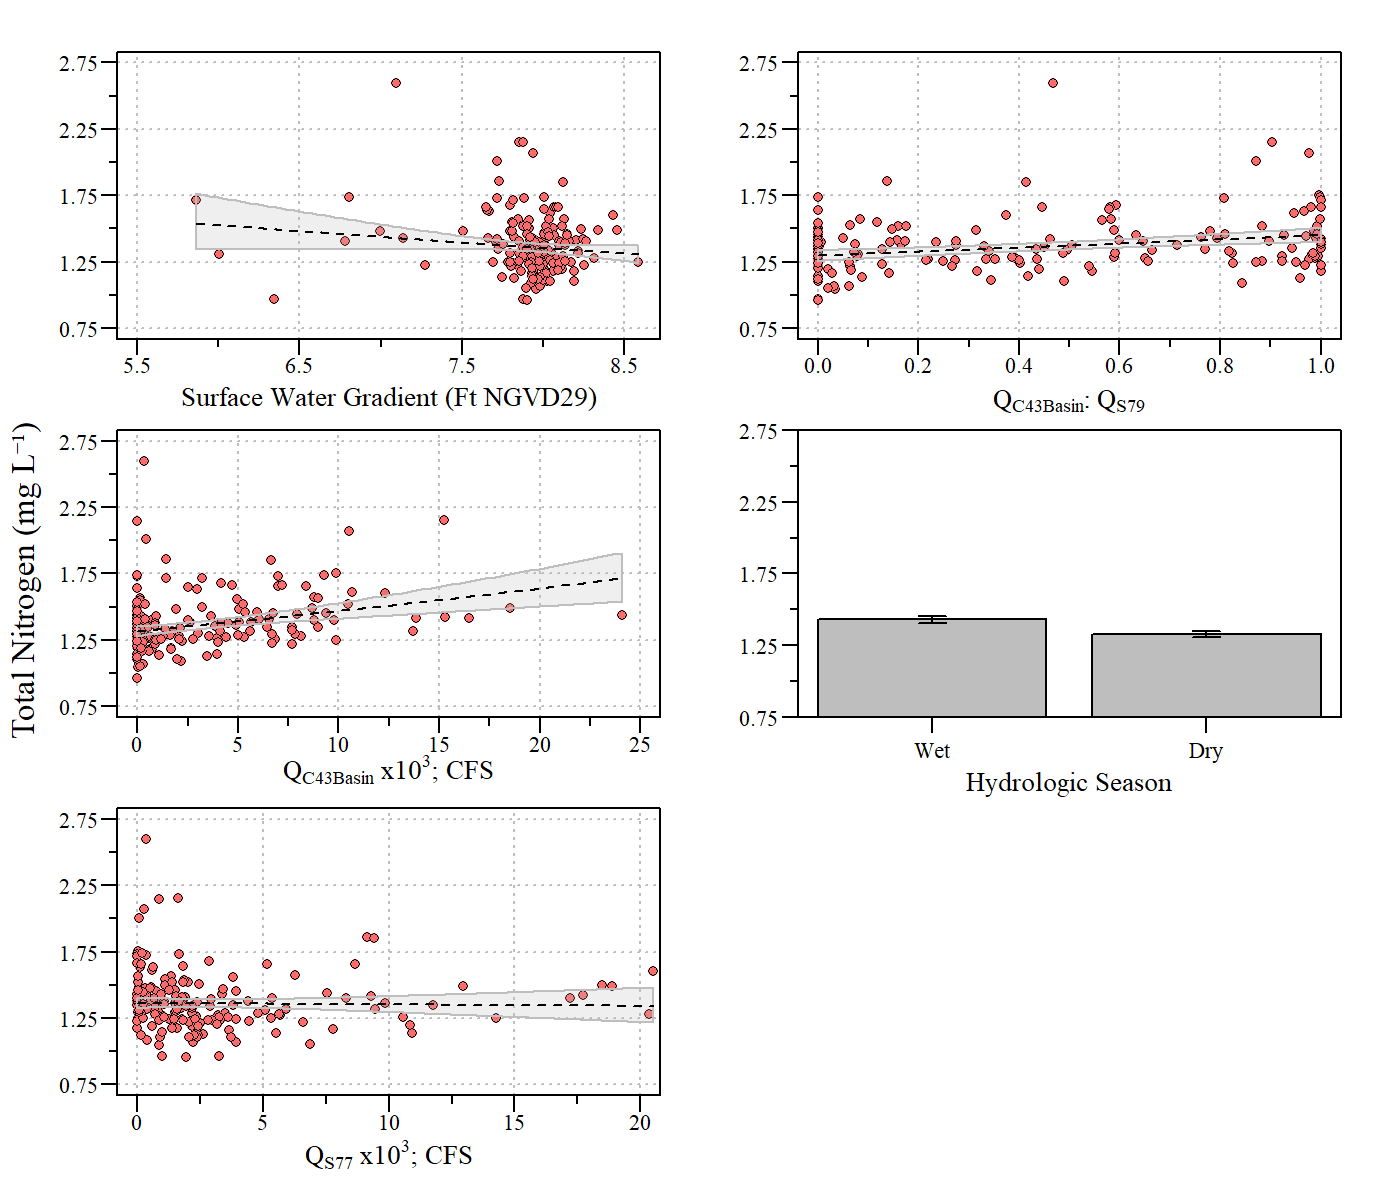 2.75
2.25
1.75
1.25
0.75
5.5 6.5 7.5 8.5
Surface Water Gradient (Ft NGVD29)
2.75
2.25
1.75
1.25
0.75
0.0 0.2 0.4 0.6 0.8 1.0
Q_C43Basin: Q_S79
Total Nitrogen (mg L⁻¹)
2.75
2.25
1.75
1.25
0.75
0 5 10 15 20 25
Q_C43Basin x10³; CFS
2.75
2.25
1.75
1.25
0.75
Wet Dry
Hydrologic Season
2.75
2.25
1.75
1.25
0.75
0 5 10 15 20
Q_S77 x10³; CFS